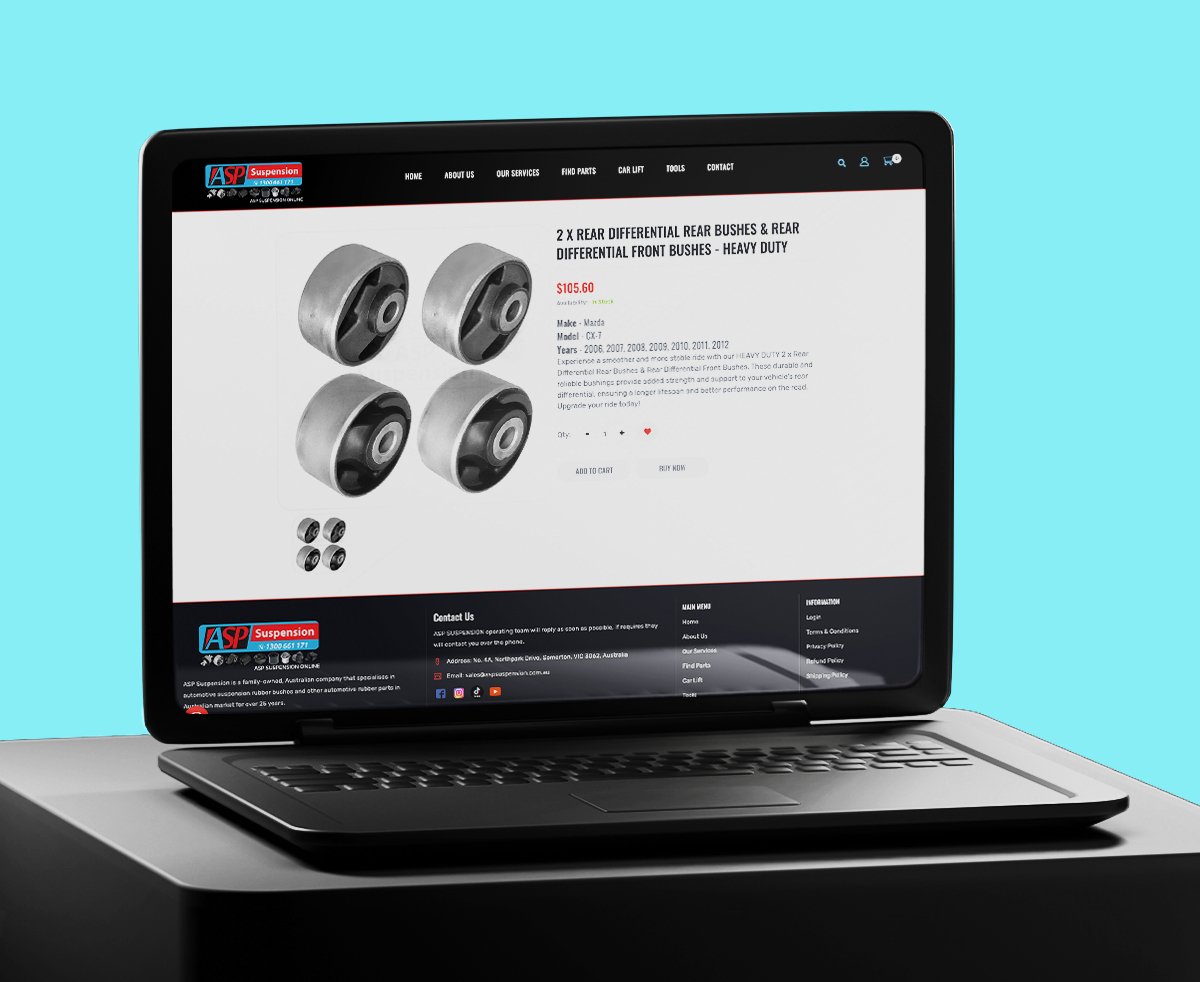 ASP Suspension
1300 661 171
ASP SUSPENSION ONLINE
HOME ABOUT US OUR SERVICES FIND PARTS CAR LIFT TOOLS CONTACT
0
2 X REAR DIFFERENTIAL REAR BUSHES & REAR
DIFFERENTIAL FRONT BUSHES - HEAVY DUTY
$105.60
Availability: In Stock
Make - Mazda
Model - CX-7
Years - 2006, 2007, 2008, 2009, 2010, 2011, 2012
Experience a smoother and more stable ride with our HEAVY DUTY 2 x Rear
Differential Rear Bushes & Rear Differential Front Bushes. These durable and
reliable bushings provide added strength and support to your vehicle's rear
differential, ensuring a longer lifespan and better performance on the road.
Upgrade your ride today!
Qty: - 1 +
ADD TO CART BUY NOW
ASP Suspension
1300 661 171
ASP SUSPENSION ONLINE
ASP Suspension is a family-owned, Australian company that specialises in
automotive suspension rubber bushes and other automotive rubber parts in
Australian market for over 25 years.
Contact Us
ASP SUSPENSION operating team will reply as soon as possible, if requires they
will contact you over the phone.
Address: No. 4A, Northpark Drive, Somerton, VIC 3062, Australia
Email: sales@aspsuspension.com.au
MAIN MENU
Home
About Us
Our Services
Find Parts
Car Lift
Tools
INFORMATION
Login
Terms & Conditions
Privacy Policy
Refund Policy
Shipping Policy